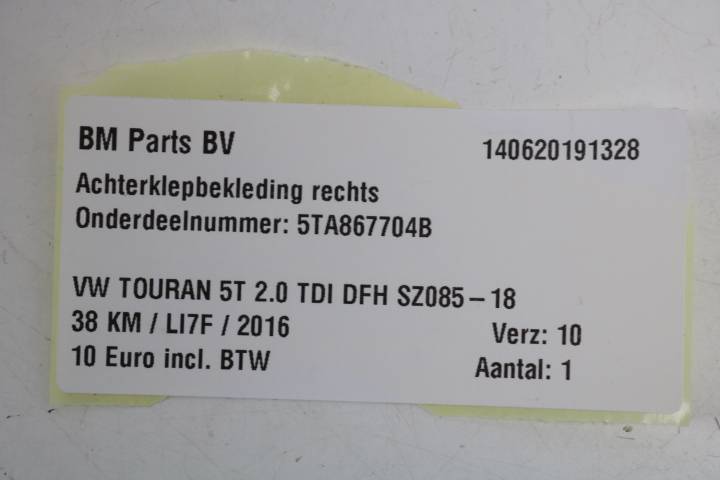 BM Parts BV 140620191328
Achterklepbekleding rechts
Onderdeelnummer: 5TA867704B
VW TOURAN 5T 2.0 TDI DFH SZ085-18
38 KM / LI7F / 2016 Verz: 10
10 Euro incl. BTW Aantal: 1